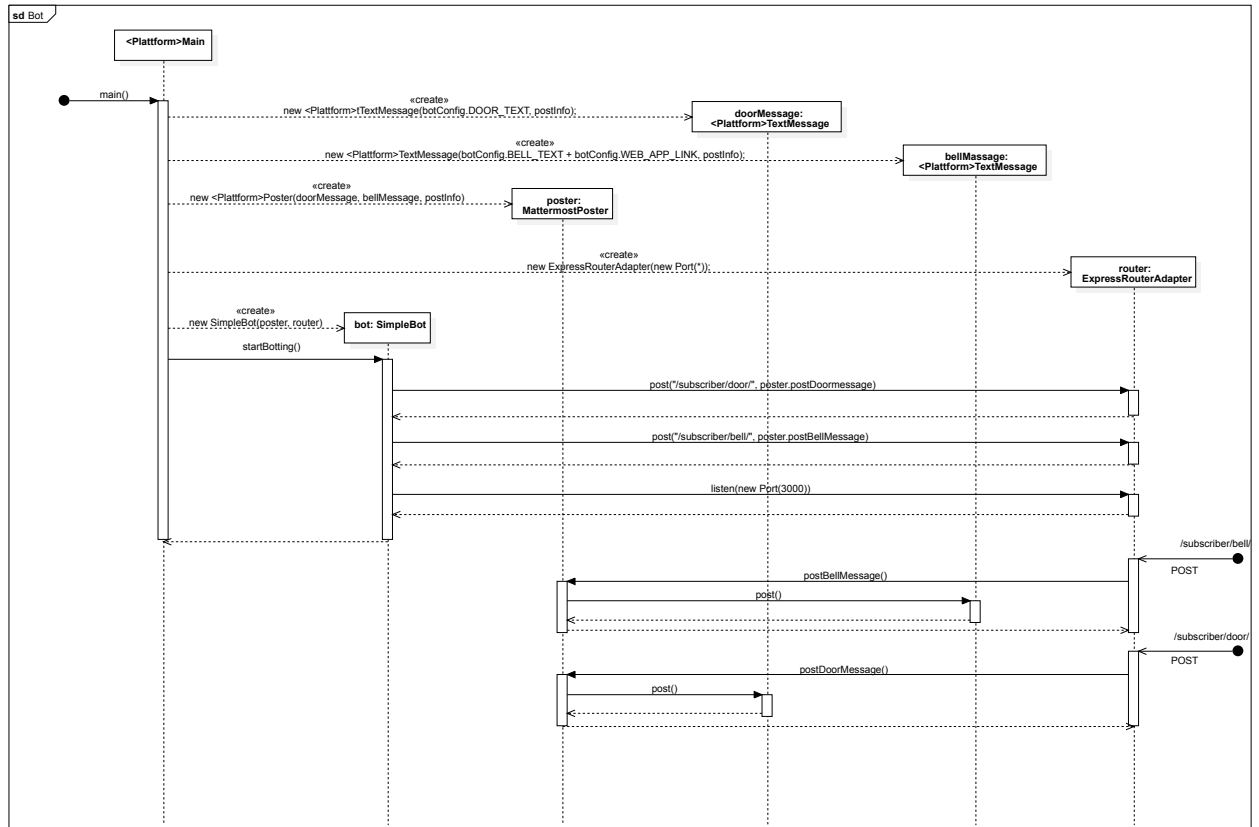 sd Bot
<Plattform>Main
main()
«create»
new <Plattform>tTextMessage(botConfig.DOOR_TEXT, postInfo);
doorMessage:
<Plattform>TextMessage
«create»
new <Plattform>TextMessage(botConfig.BELL_TEXT + botConfig.WEB_APP_LINK, postInfo);
bellMassage:
<Plattform>TextMessage
«create»
new <Plattform>Poster(doorMessage, bellMessage, postInfo)
poster:
MattermostPoster
«create»
new ExpressRouterAdapter(new Port(*));
router:
ExpressRouterAdapter
«create»
new SimpleBot(poster, router)
bot: SimpleBot
startBotting()
post("/subscriber/door/", poster.postDoormessage)
post("/subscriber/bell/", poster.postBellMessage)
listen(new Port(3000))
/subscriber/bell/
POST
postBellMessage()
post()
/subscriber/door/
POST
postDoorMessage()
post()